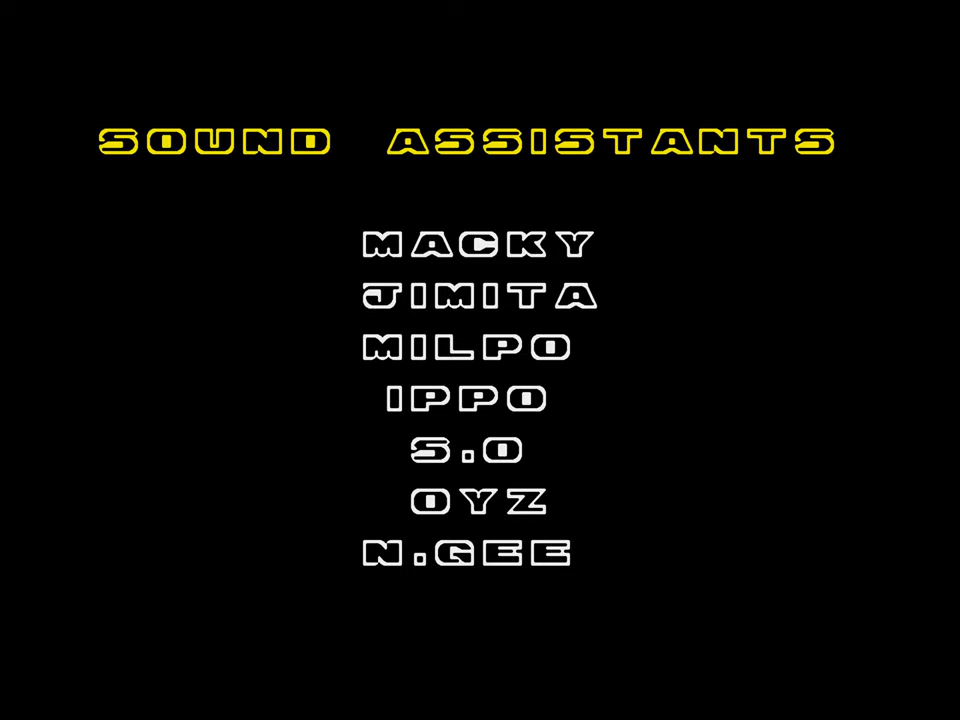 SOUND ASSISTANTS
MACKY
JIMITA
MILPO
IPPO
S.O
OYZ
N.GEE